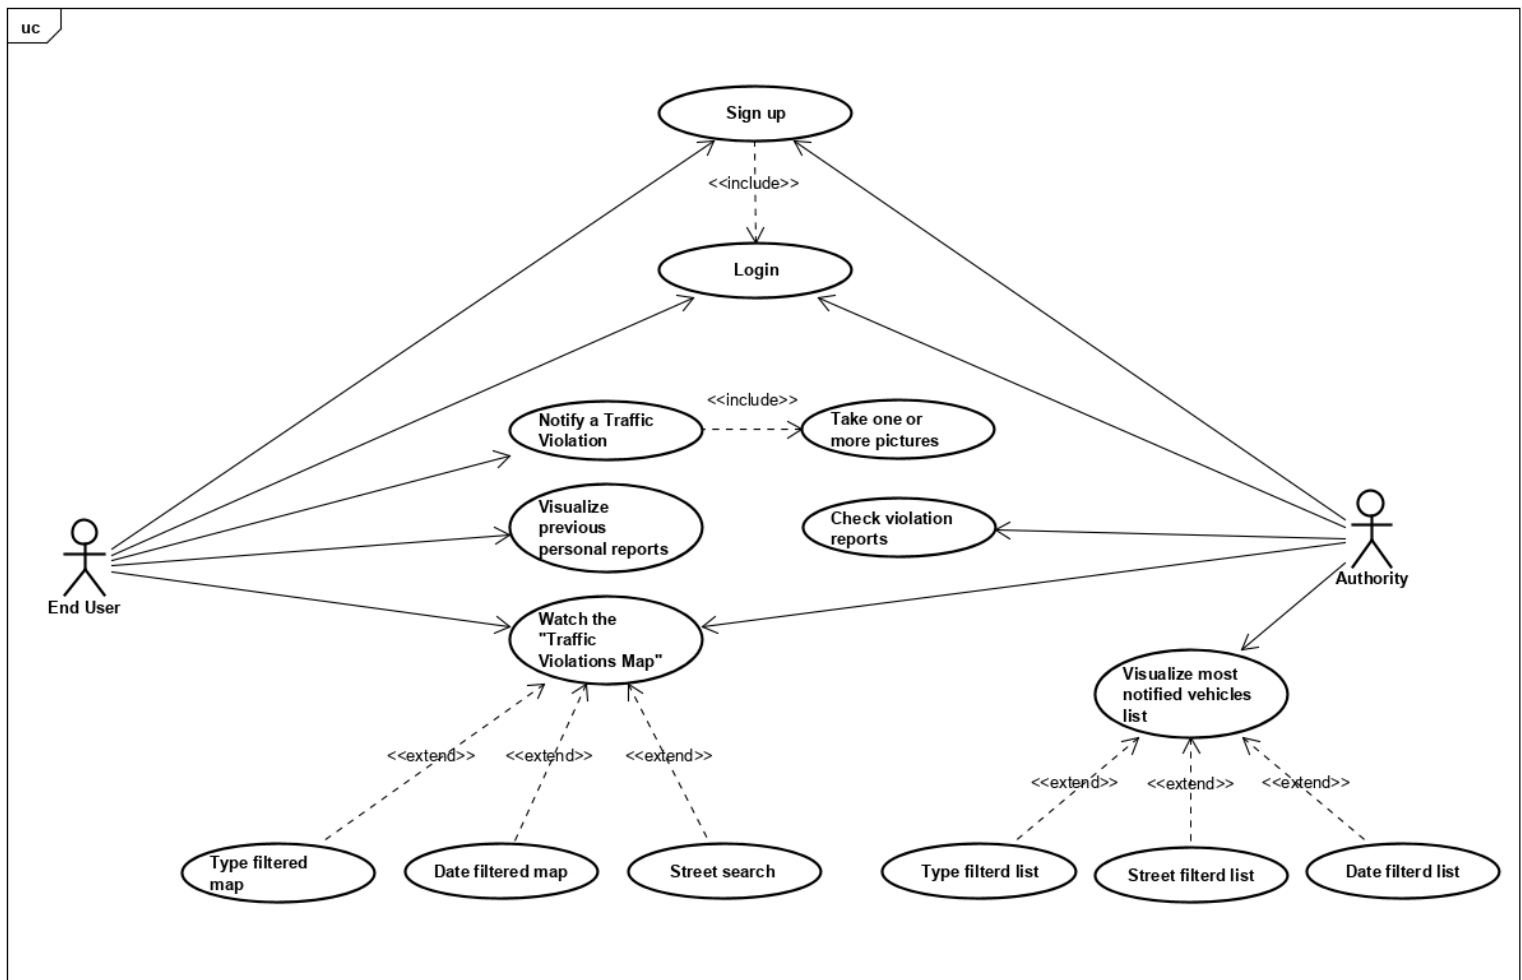 uc
Sign up
<<include>>
Login
Notify a Traffic
Violation
<<include>>
Take one or
more pictures
Visualize
previous
personal reports
Check violation
reports
End User
Authority
Watch the
"Traffic
Violations Map"
Visualize most
notified vehicles
list
<<extend>>
<<extend>>
<<extend>>
<<extend>>
<<extend>>
<<extend>>
Type filtered
map
Date filtered map
Street search
Type filterd list
Street filterd list
Date filterd list